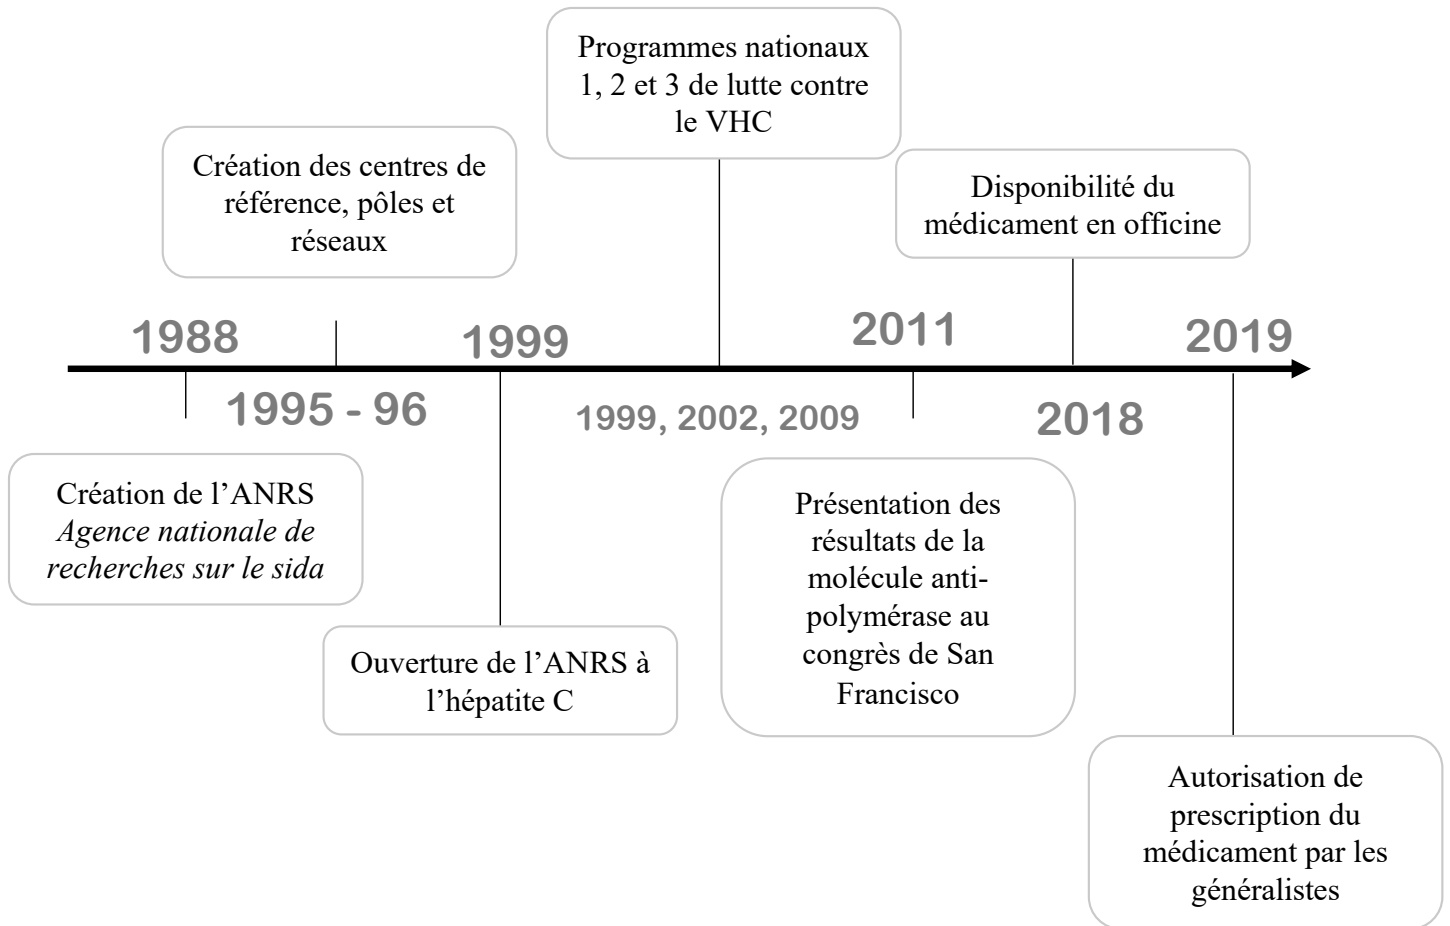 Programmes nationaux
1, 2 et 3 de lutte contre
le VHC
Création des centres de
référence, pôles et
réseaux
Disponibilité du
médicament en officine
1988
1999
2011
2019
1995 - 96
1999, 2002, 2009
2018
Création de l’ANRS
Agence nationale de
recherches sur le sida
Ouverture de l’ANRS à
l’hépatite C
Présentation des
résultats de la
molécule anti-
polymérase au
congrès de San
Francisco
Autorisation de
prescription du
médicament par les
généralistes